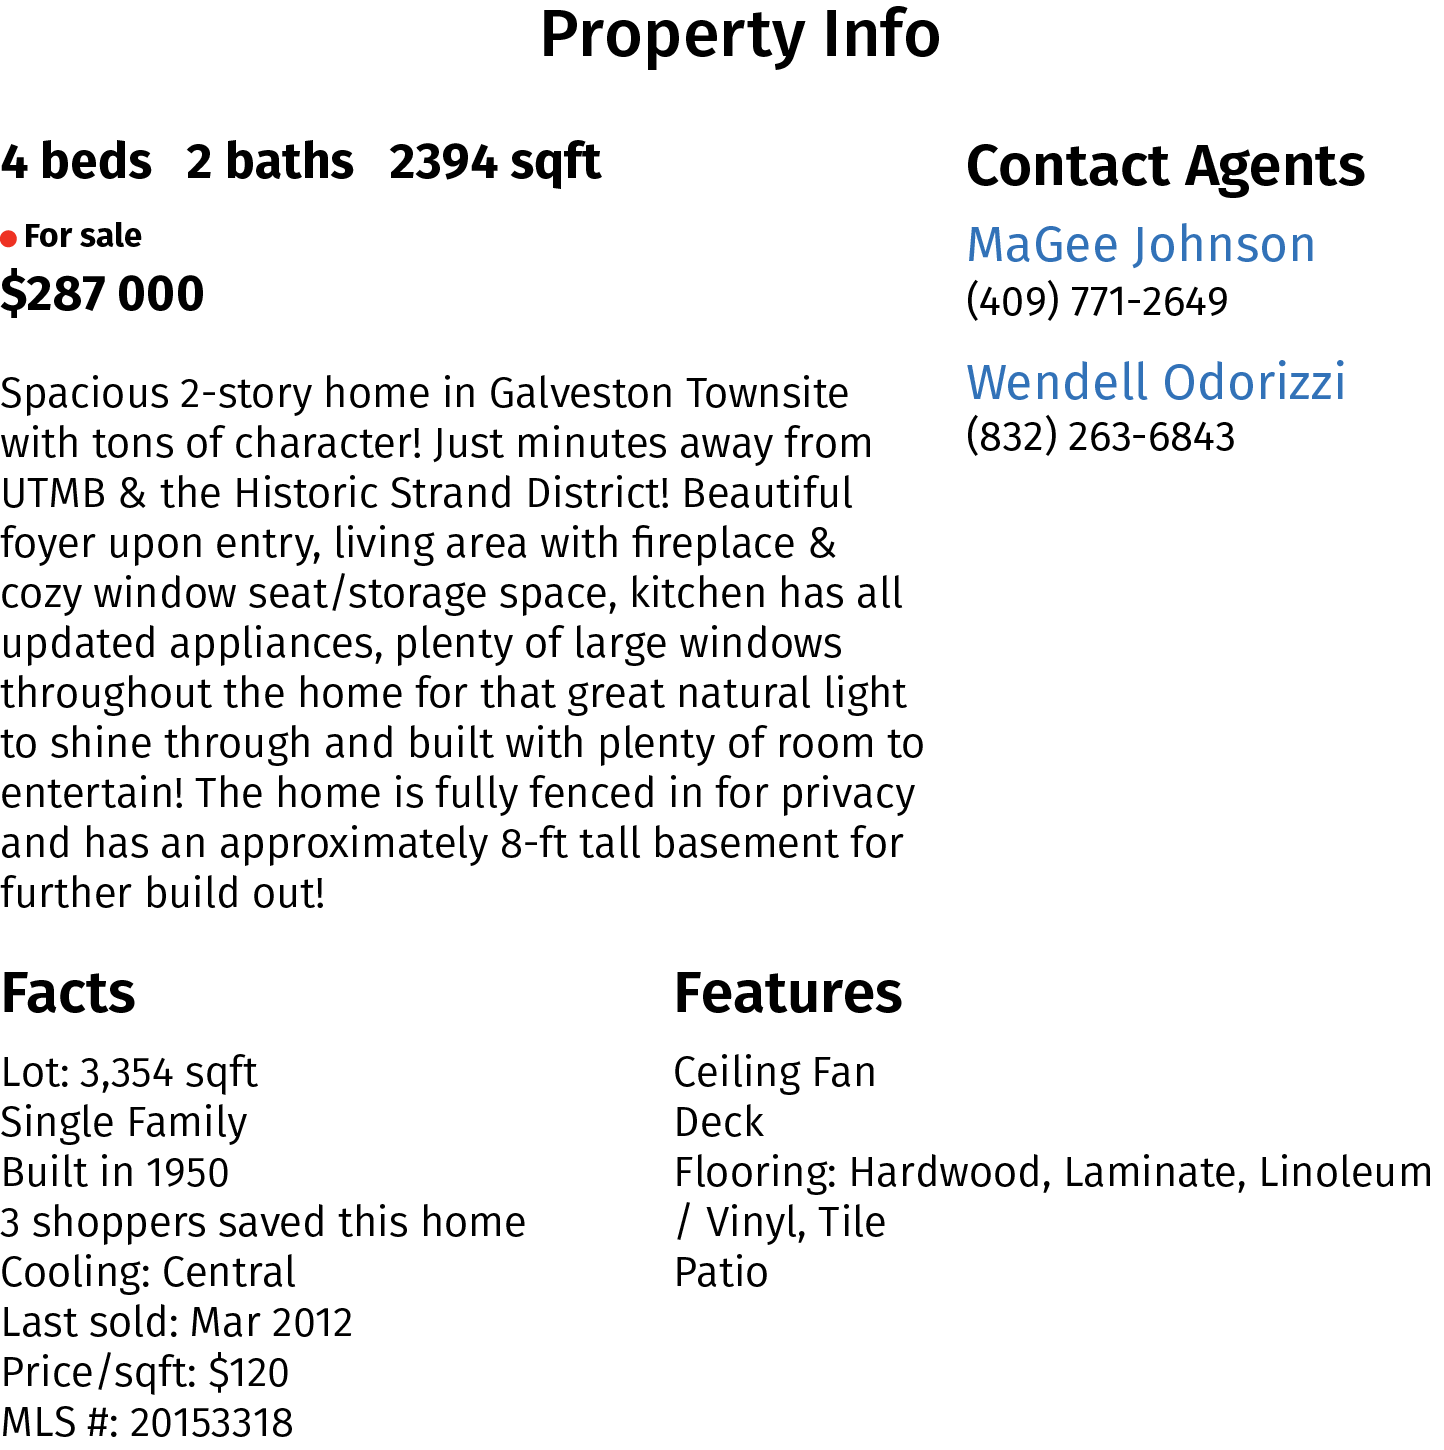 Property Info
4 beds 2 baths 2394 sqft
For sale
$287 000
Spacious 2-story home in Galveston Townsite
with tons of character! Just minutes away from
UTMB & the Historic Strand District! Beautiful
foyer upon entry, living area with fireplace &
cozy window seat/storage space, kitchen has all
updated appliances, plenty of large windows
throughout the home for that great natural light
to shine through and built with plenty of room to
entertain! The home is fully fenced in for privacy
and has an approximately 8-ft tall basement for
further build out!
Contact Agents
MaGee Johnson
(409) 771-2649
Wendell Odorizzi
(832) 263-6843
Facts
Lot: 3,354 sqft
Single Family
Built in 1950
3 shoppers saved this home
Cooling: Central
Last sold: Mar 2012
Price/sqft: $120
MLS #: 20153318
Features
Ceiling Fan
Deck
Flooring: Hardwood, Laminate, Linoleum
/ Vinyl, Tile
Patio